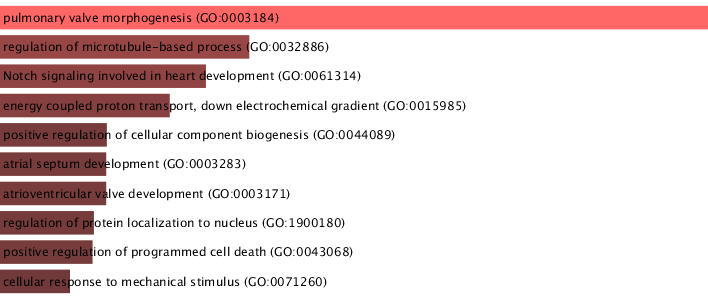 pulmonary valve morphogenesis (GO:0003184)
regulation of microtubule-based process (GO:0032886)
Notch signaling involved in heart development (GO:0061314)
energy coupled proton transport, down electrochemical gradient (GO:0015985)
positive regulation of cellular component biogenesis (GO:0044089)
atrial septum development (GO:0003283)
atrioventricular valve development (GO:0003171)
regulation of protein localization to nucleus (GO:1900180)
positive regulation of programmed cell death (GO:0043068)
cellular response to mechanical stimulus (GO:0071260)